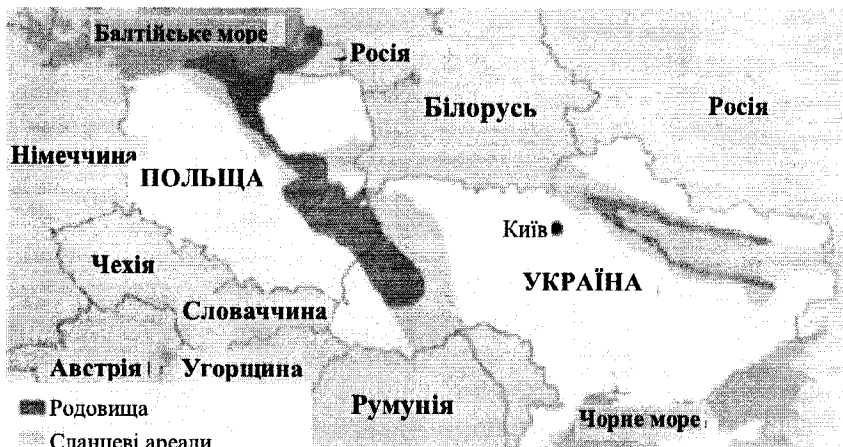 Балтійське море
Росія
Білорусь
Росія
Німеччина
ПОЛЬЩА
Київ
Чехія
УКРАЇНА
Словаччина
Австрія
Угорщина
Румунія
Чорне море
Родовища
Сланцеві ареали